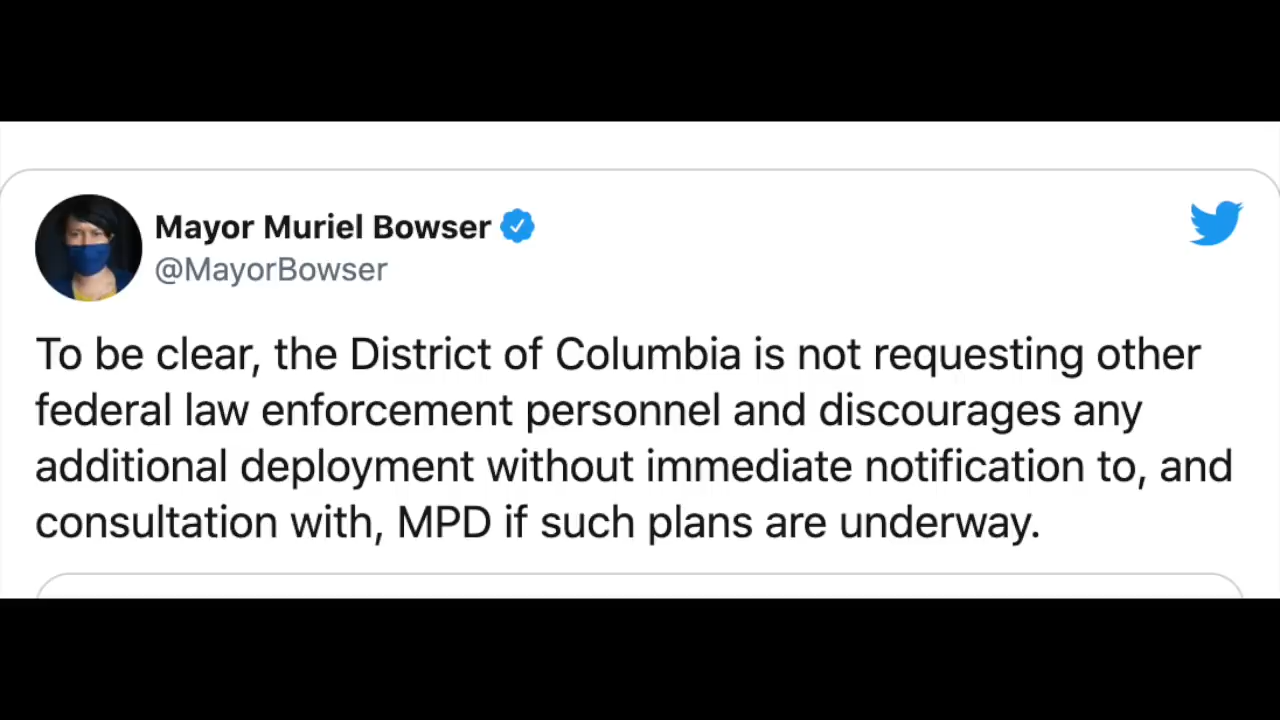 Mayor Muriel Bowser
@MayorBowser
To be clear, the District of Columbia is not requesting other
federal law enforcement personnel and discourages any
additional deployment without immediate notification to, and
consultation with, MPD if such plans are underway.